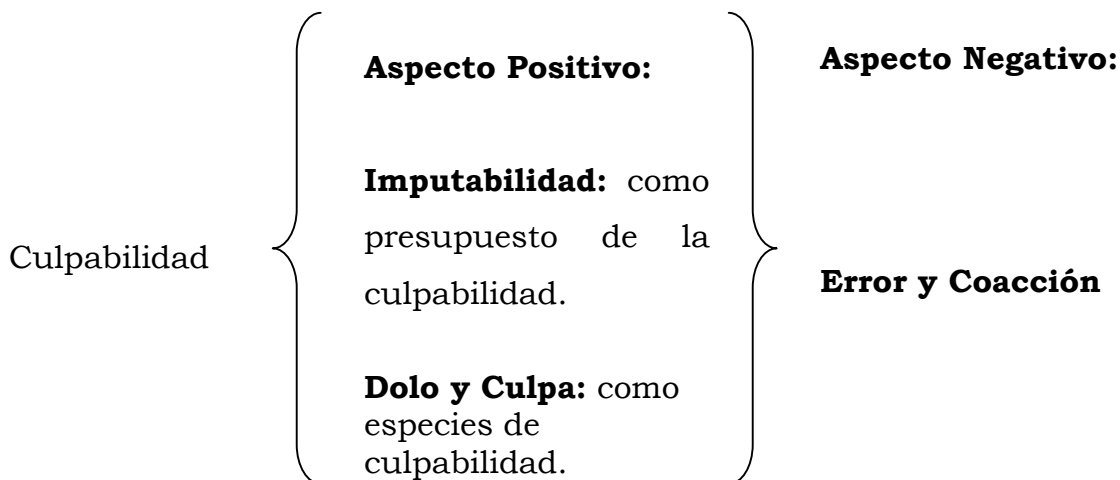 Culpabilidad
Aspecto Positivo:
Imputabilidad: como
presupuesto de la
culpabilidad.
Dolo y Culpa: como
especies de
culpabilidad.
Aspecto Negativo:
Error y Coacción